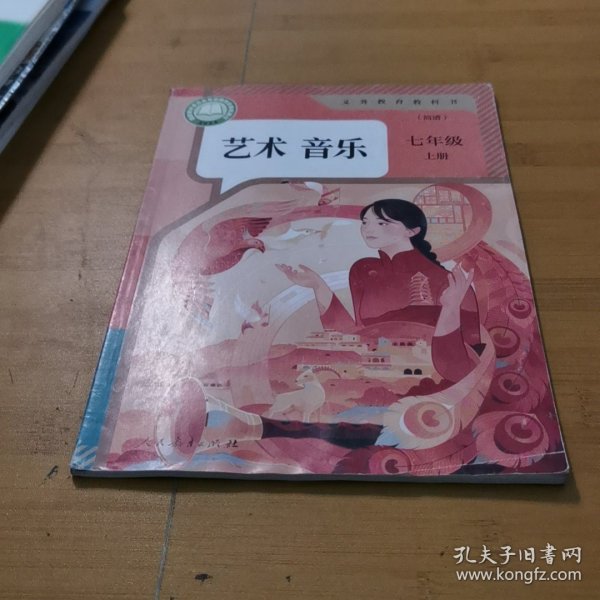 义务教育教科书
（简谱）
艺术 音乐
七年级
上册
人民教育出版社
孔夫子旧书网
www.kongfz.com